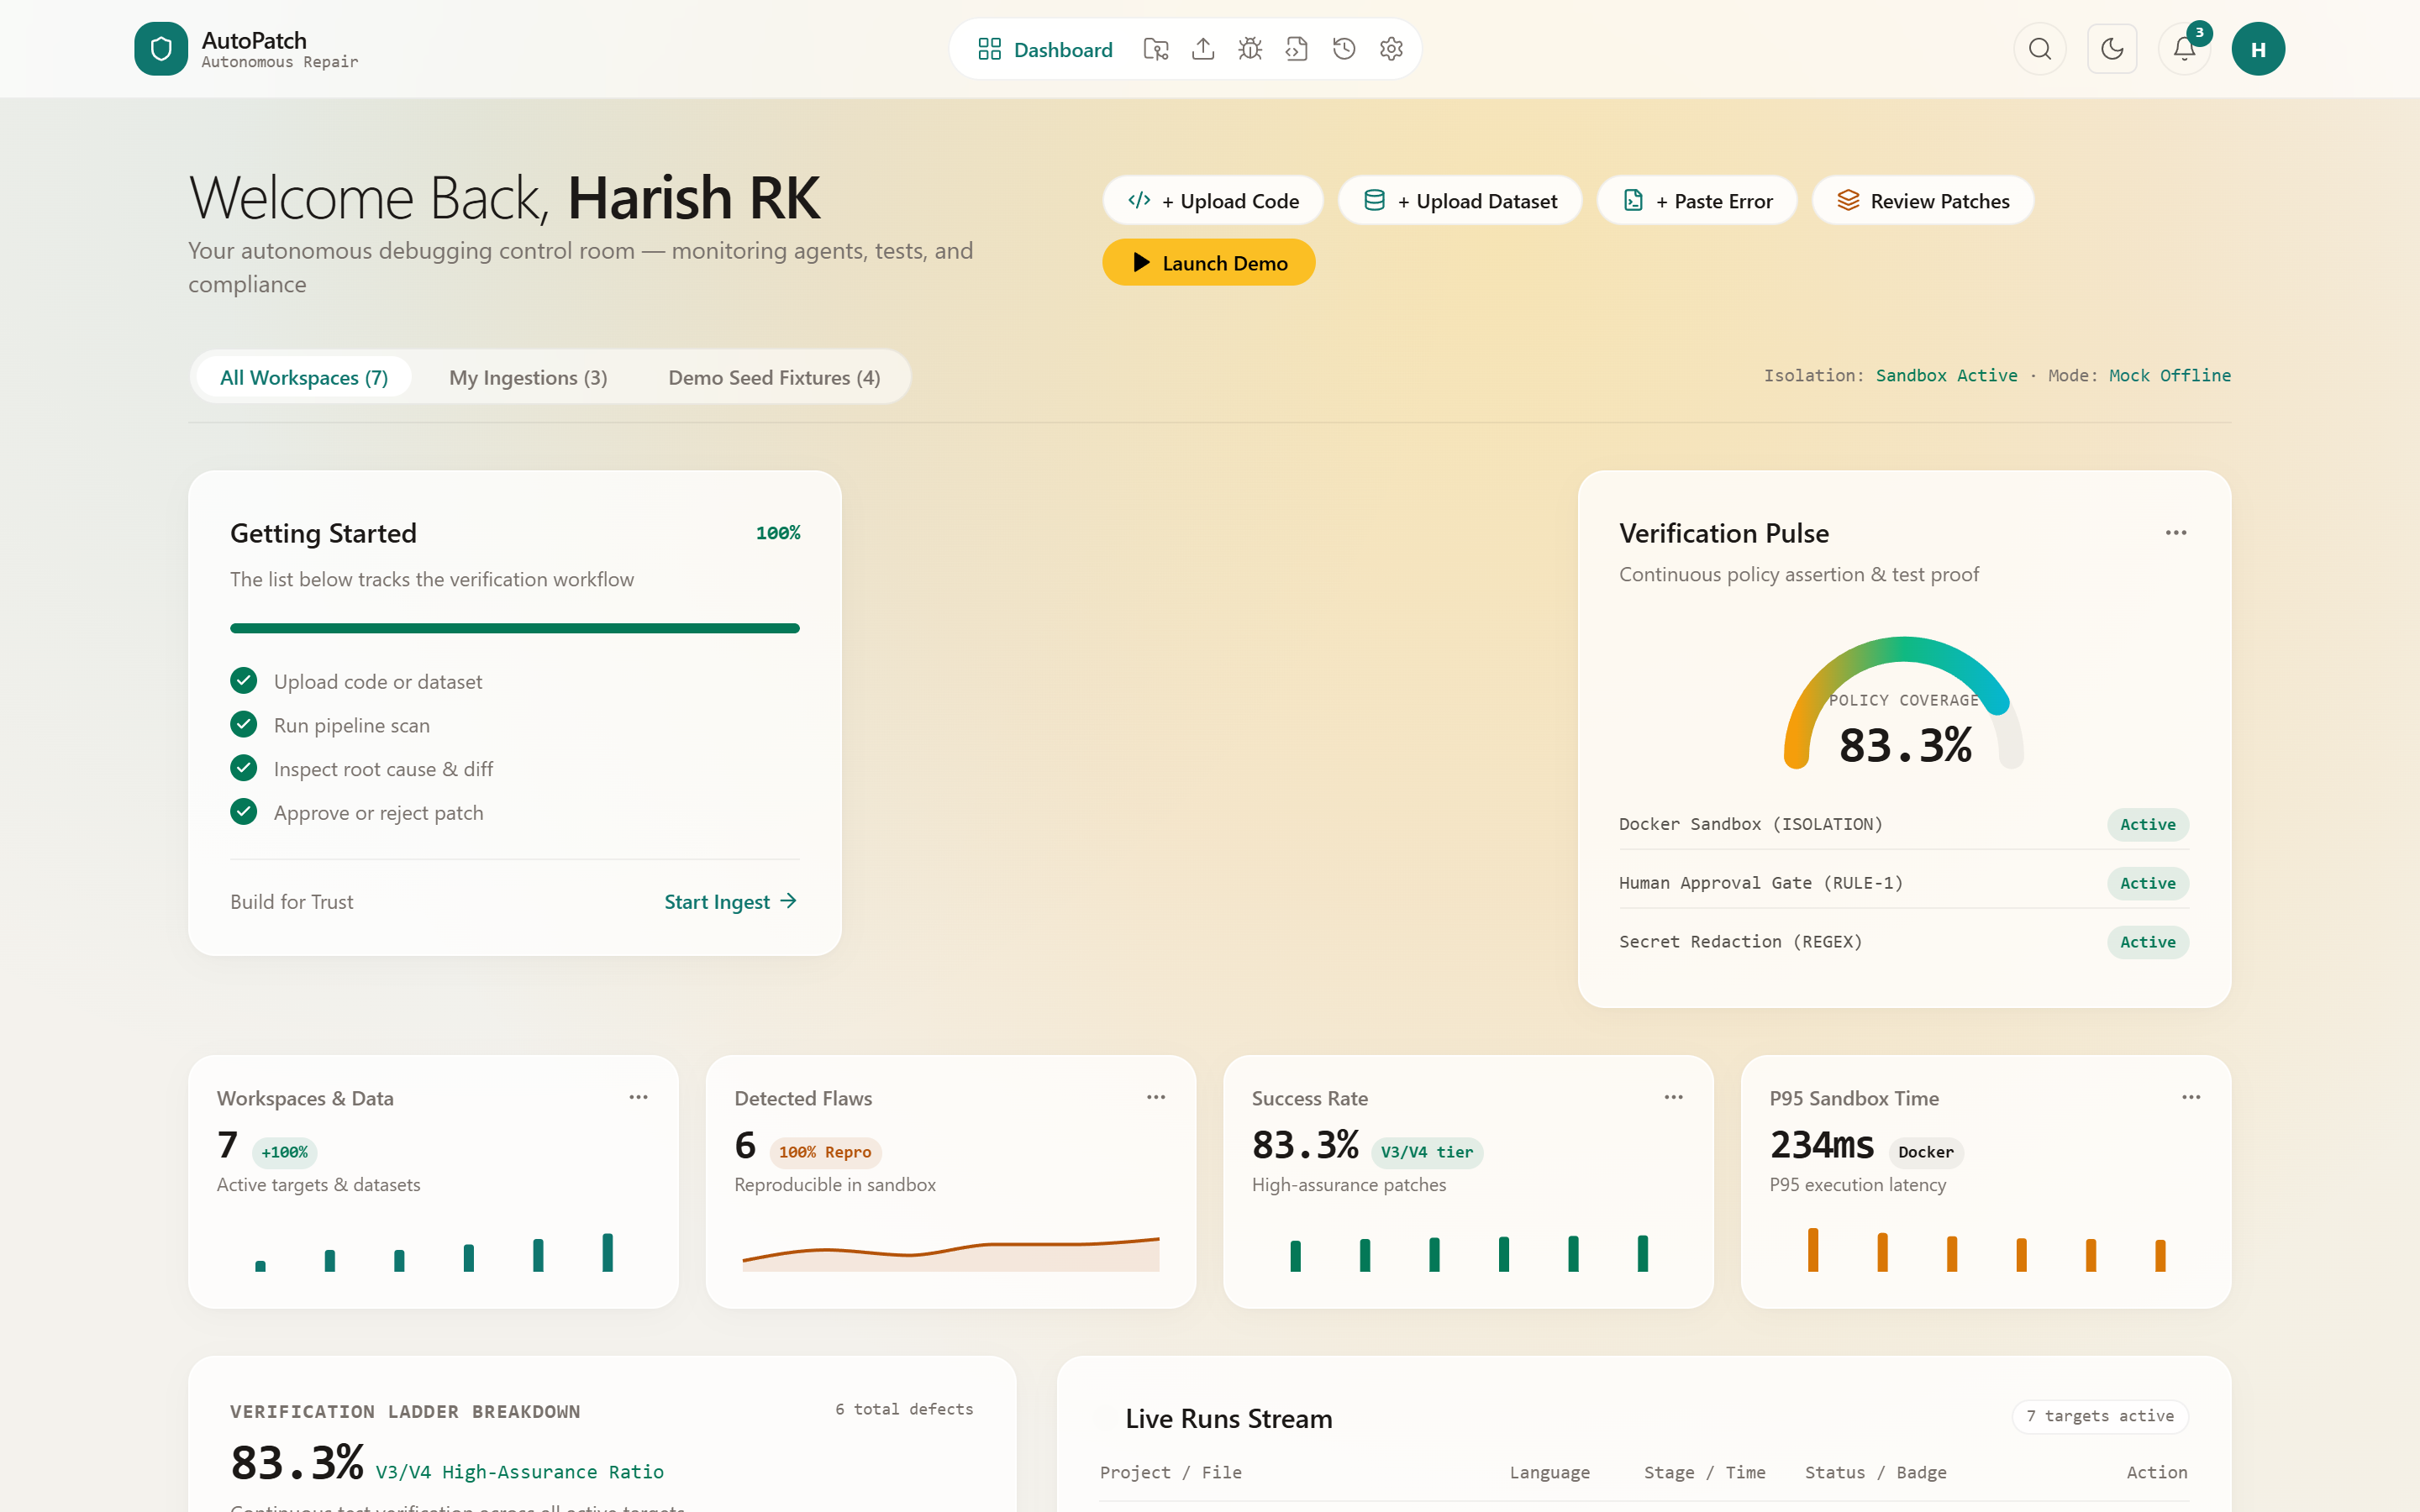 AutoPatch
Autonomous Repair
Dashboard
3
H
Welcome Back, Harish RK
Your autonomous debugging control room — monitoring agents, tests, and
compliance
+ Upload Code
+ Upload Dataset
+ Paste Error
Review Patches
Launch Demo
All Workspaces (7)
My Ingestions (3)
Demo Seed Fixtures (4)
Isolation: Sandbox Active · Mode: Mock Offline
Getting Started
100%
The list below tracks the verification workflow
Upload code or dataset
Run pipeline scan
Inspect root cause & diff
Approve or reject patch
Build for Trust
Start Ingest →
Verification Pulse
Continuous policy assertion & test proof
POLICY COVERAGE
83.3%
Docker Sandbox (ISOLATION)
Active
Human Approval Gate (RULE-1)
Active
Secret Redaction (REGEX)
Active
Workspaces & Data
7 +100%
Active targets & datasets
Detected Flaws
6 100% Repro
Reproducible in sandbox
Success Rate
83.3% V3/V4 tier
High-assurance patches
P95 Sandbox Time
234ms Docker
P95 execution latency
VERIFICATION LADDER BREAKDOWN
6 total defects
83.3% V3/V4 High-Assurance Ratio
Continuous test verification across all active targets
Live Runs Stream
7 targets active
Project / File
Language
Stage / Time
Status / Badge
Action